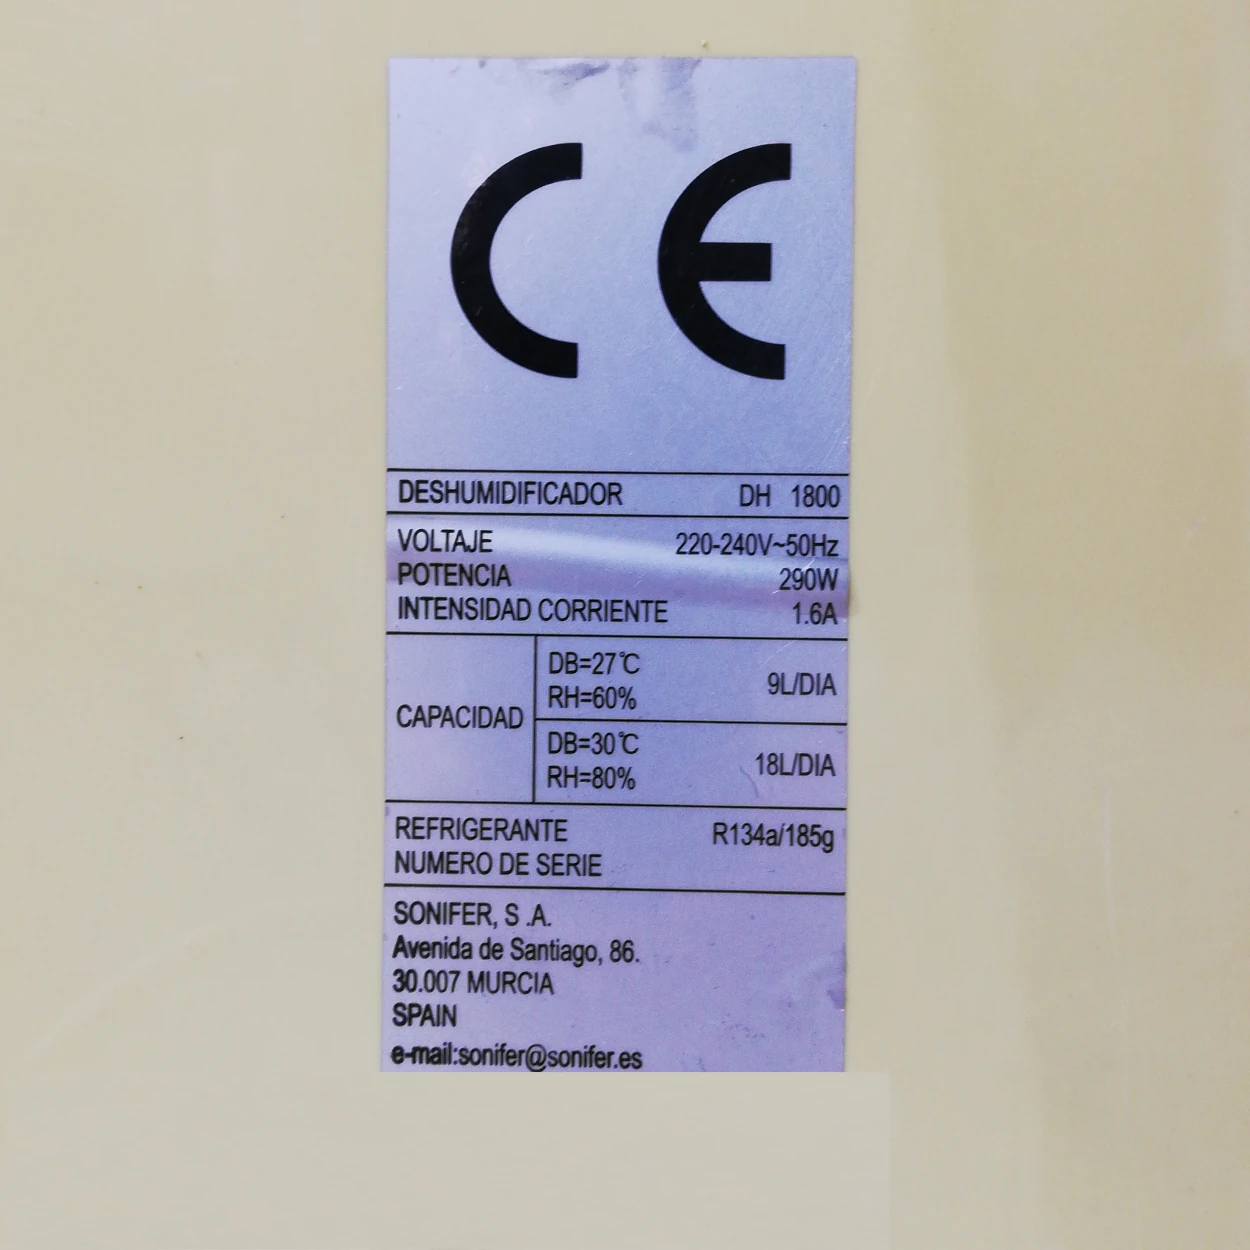 CE
DESHUMIDIFICADOR DH 1800
VOLTAJE 220-240V~50Hz
POTENCIA 290W
INTENSIDAD CORRIENTE 1.6A
CAPACIDAD
DB=27℃
RH=60%
9L/DIA
DB=30℃
RH=80%
18L/DIA
REFRIGERANTE R134a/185g
NUMERO DE SERIE
SONIFER, S .A.
Avenida de Santiago, 86.
30.007 MURCIA
SPAIN
e-mail:sonifer@sonifer.es